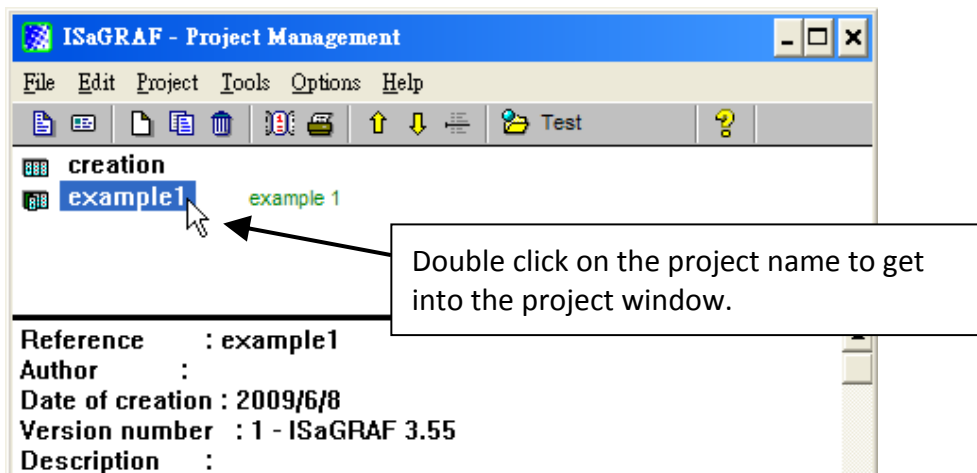 ISaGRAF - Project Management
File Edit Project Tools Options Help
Test
creation
example1 example 1
Double click on the project name to get
into the project window.
Reference : example1
Author :
Date of creation : 2009/6/8
Version number : 1 - ISaGRAF 3.55
Description :